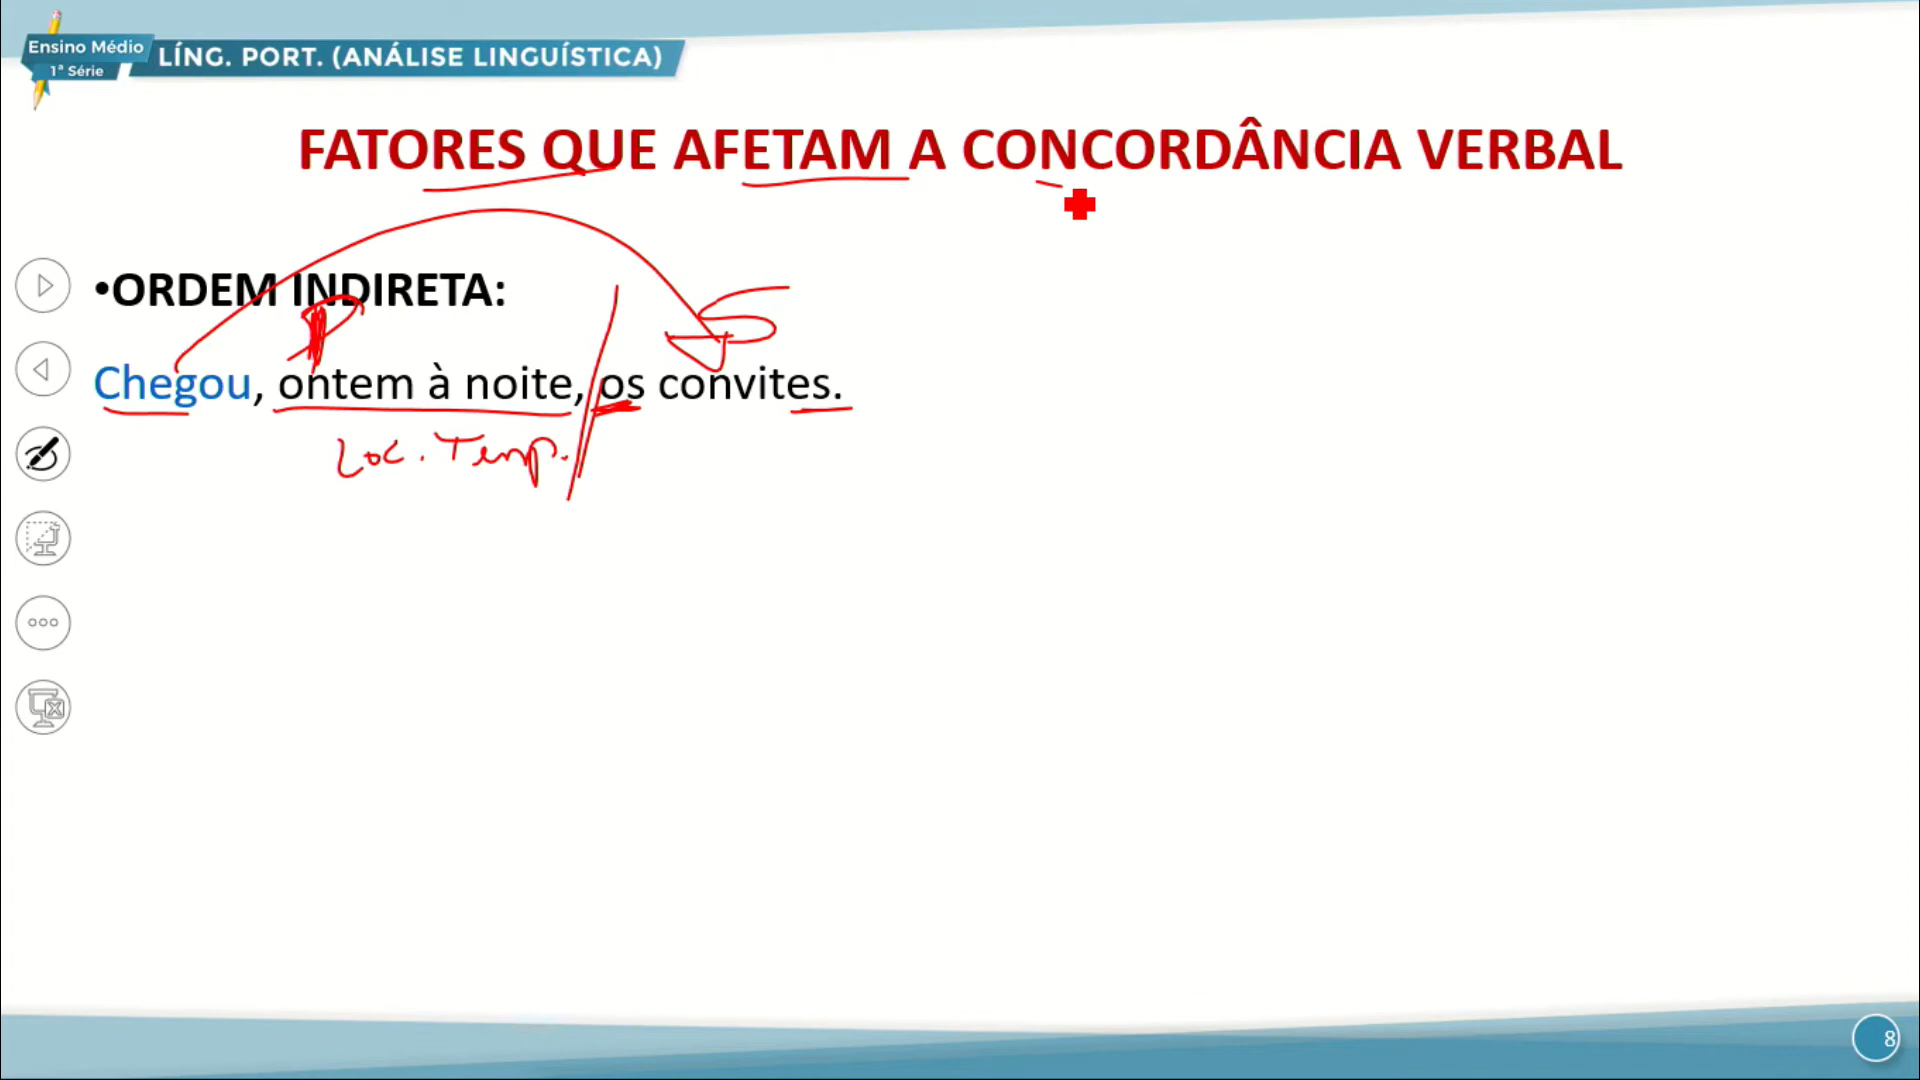 Ensino Médio
1ª Série
LÍNG. PORT. (ANÁLISE LINGUÍSTICA)
FATORES QUE AFETAM A CONCORDÂNCIA VERBAL
•ORDEM INDIRETA:
P
S
Chegou, ontem à noite, os convites.
Loc. Temp.
8